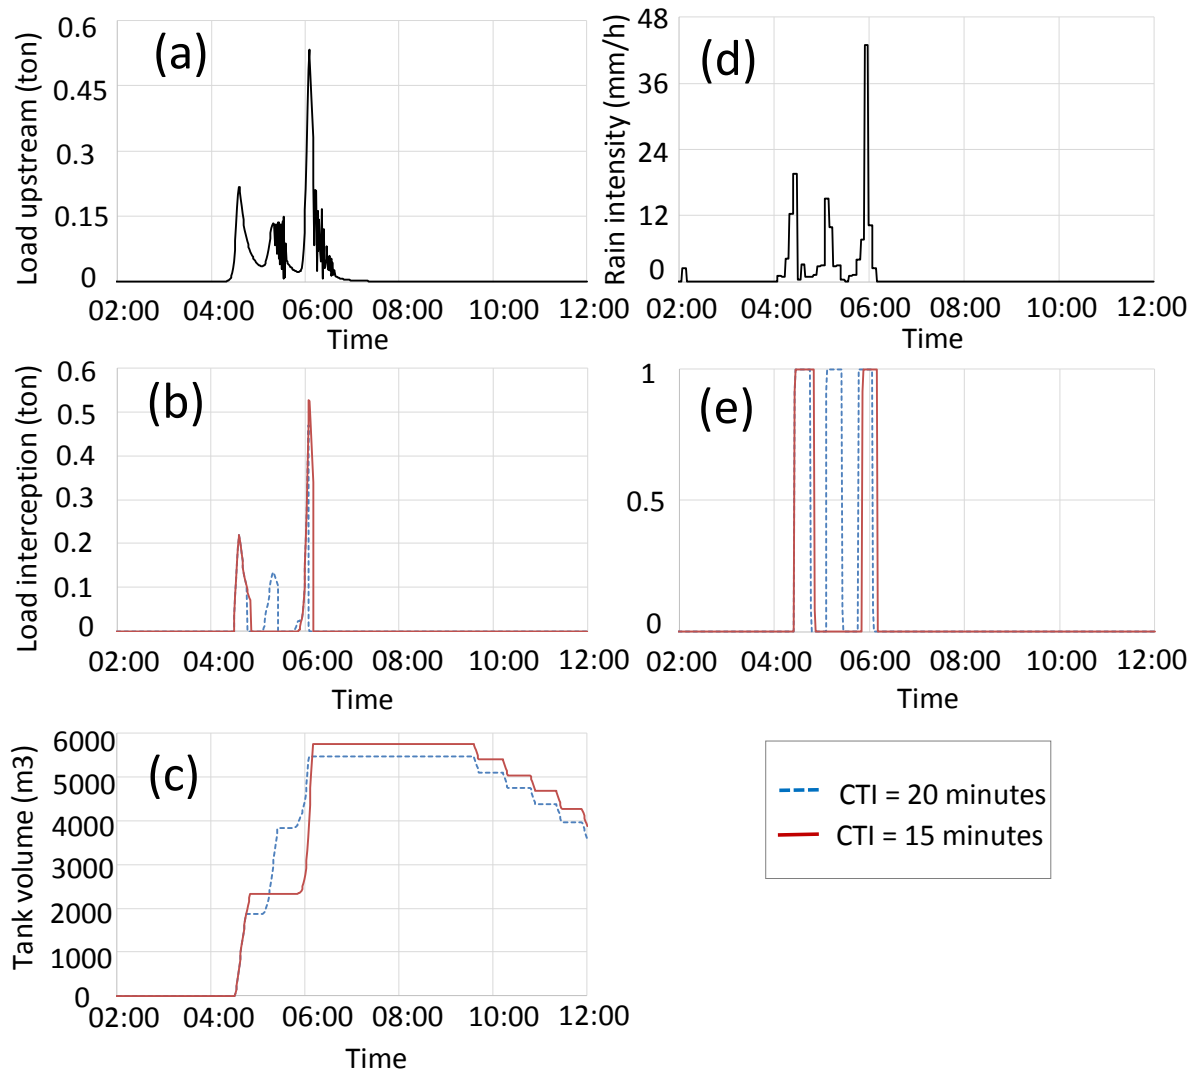 (a)
Load upstream (ton)
0.6
0.45
0.3
0.15
0
02:00 04:00 06:00 08:00 10:00 12:00
Time
(d)
Rain intensity (mm/h)
48
36
24
12
0
02:00 04:00 06:00 08:00 10:00 12:00
Time
(b)
Load interception (ton)
0.6
0.5
0.4
0.3
0.2
0.1
0
02:00 04:00 06:00 08:00 10:00 12:00
Time
(e)
1
0.5
0
02:00 04:00 06:00 08:00 10:00 12:00
Time
(c)
Tank volume (m3)
6000
5000
4000
3000
2000
1000
0
02:00 04:00 06:00 08:00 10:00 12:00
Time
CTI = 20 minutes
CTI = 15 minutes